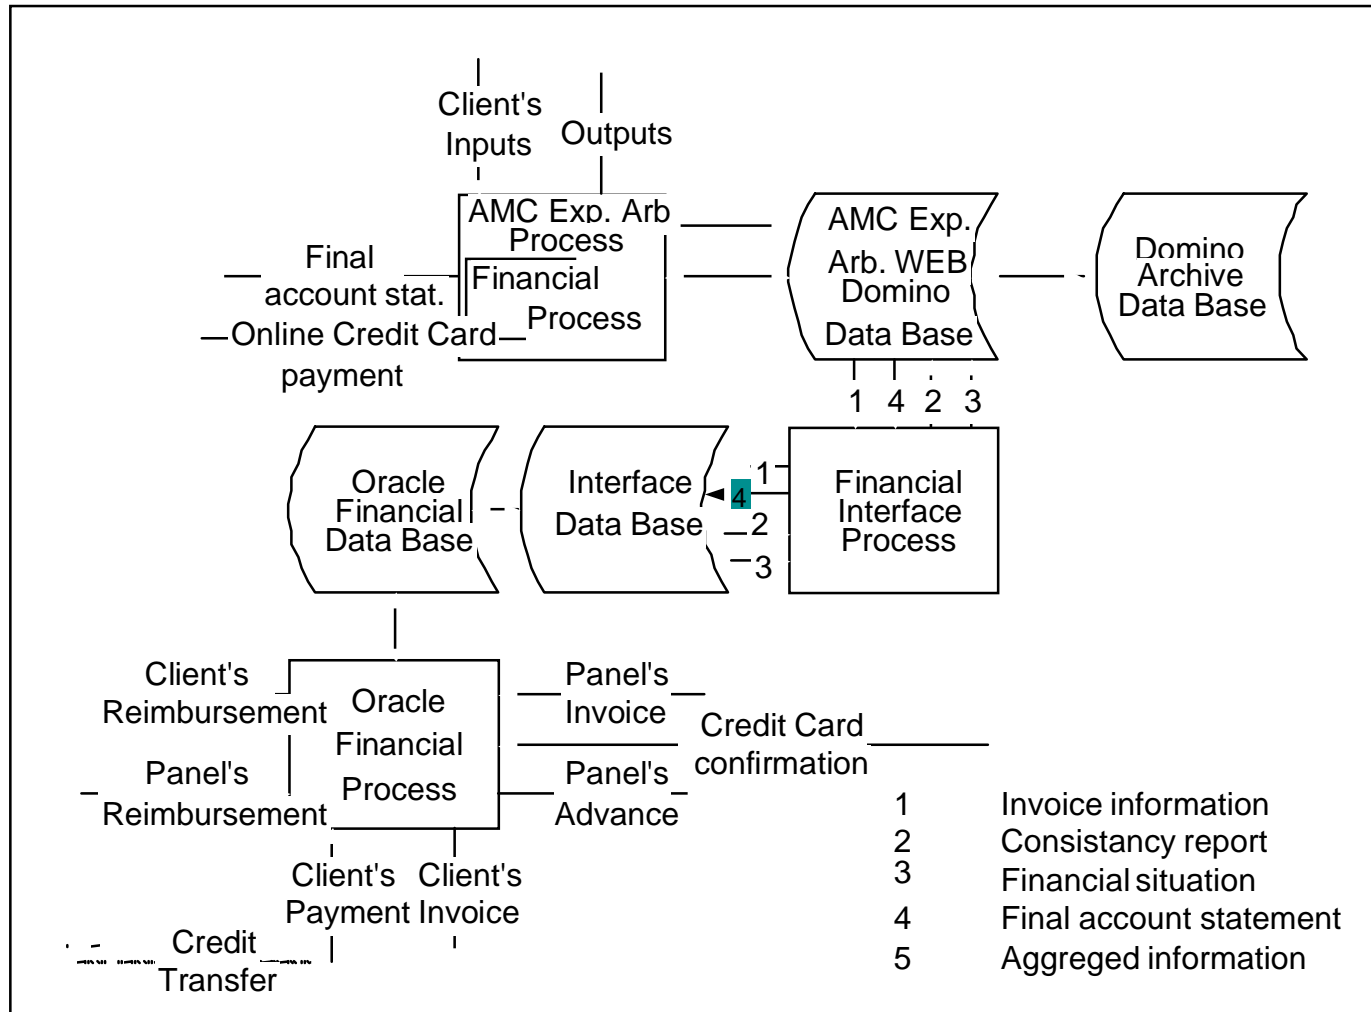 Client's
Inputs
Outputs
AMC Exp. Arb
Process
Financial
Process
Final
account stat.
Online Credit Card
payment
AMC Exp.
Arb. WEB
Domino
Data Base
Domino
Archive
Data Base
1 4 2 3
Oracle
Financial
Data Base
Interface
Data Base
1
4
2
3
Financial
Interface
Process
Client's
Reimbursement
Panel's
Reimbursement
Oracle
Financial
Process
Panel's
Invoice
Credit Card
confirmation
Panel's
Advance
Client's
Payment
Client's
Invoice
Credit
Transfer
1 Invoice information
2 Consistancy report
3 Financial situation
4 Final account statement
5 Aggreged information